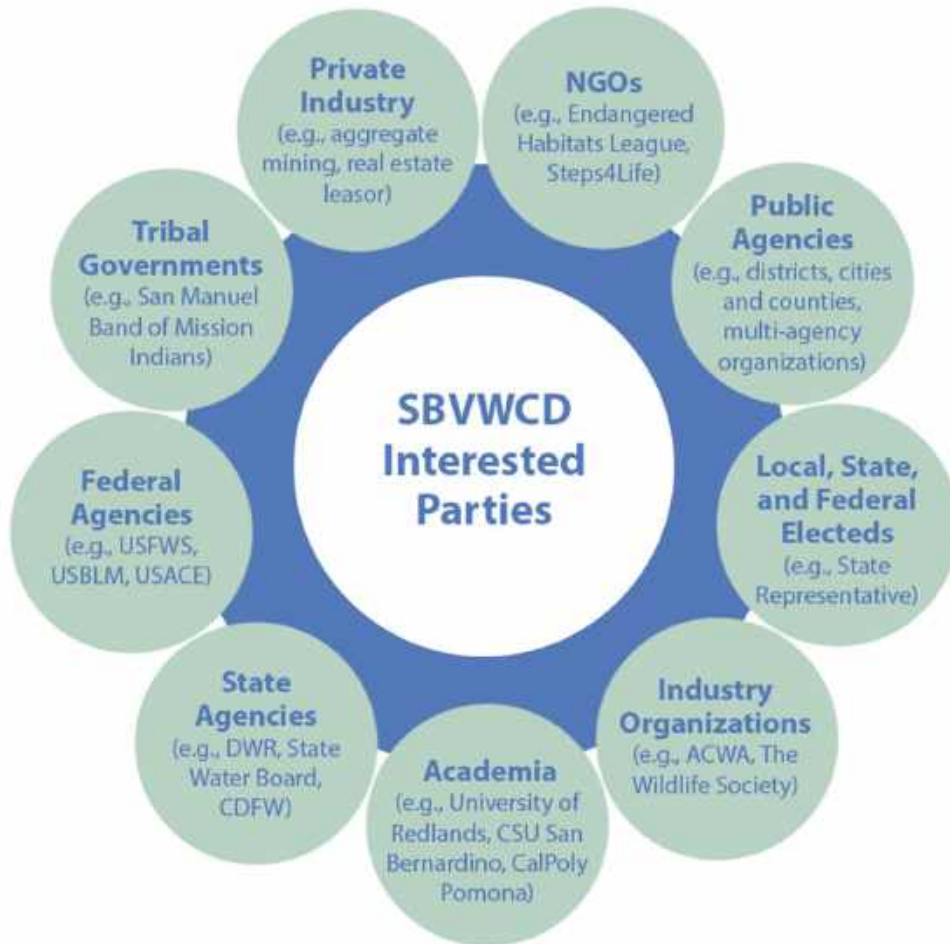 Private
Industry
(e.g., aggregate
mining, real estate
leasor)
NGOs
(e.g., Endangered
Habitats League,
Steps4Life)
Public
Agencies
(e.g., districts, cities
and counties,
multi-agency
organizations)
Local, State,
and Federal
Electeds
(e.g., State
Representative)
Industry
Organizations
(e.g., ACWA, The
Wildlife Society)
Academia
(e.g., University of
Redlands, CSU San
Bernardino, CalPoly
Pomona)
State
Agencies
(e.g., DWR, State
Water Board,
CDFW)
Federal
Agencies
(e.g., USFWS,
USBLM, USACE)
Tribal
Governments
(e.g., San Manuel
Band of Mission
Indians)
SBVWCD
Interested
Parties